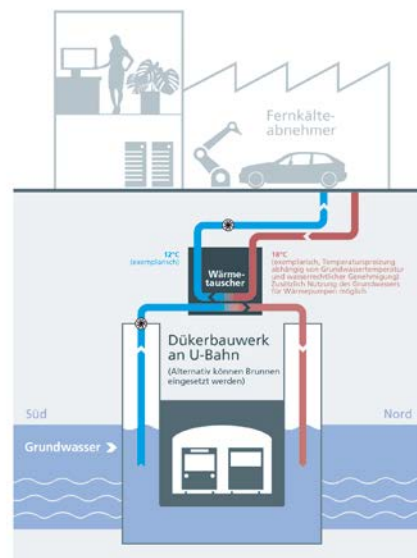 Fernkälte-
abnehmer
12°C
(exemplarisch)
18°C
(exemplarisch, Temperaturspreizung
abhängig von Grundwassertemperatur
und wasserrechtlicher Genehmigung)
Zusätzlich Nutzung des Grundwassers
für Wärmepumpen möglich
Wärme-
tauscher
Dükerbauwerk
an U-Bahn
(Alternativ können Brunnen
eingesetzt werden)
Süd
Nord
Grundwasser